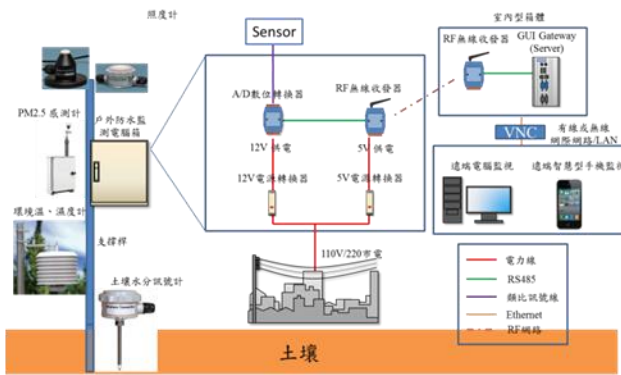 照度計
Sensor
室內型箱體
RF無線收發器
GUI Gateway
(Server)
A/D數位轉換器
RF無線收發器
PM2.5 感測計
戶外防水監
測電腦箱
12V 供電
5V 供電
VNC
有線或無線
網際網路/LAN
12V電源轉換器
5V電源轉換器
遠端電腦監視
遠端智慧型手機監視
環境溫、濕度計
支撐桿
110V/220市電
土壤水分訊號計
電力線
RS485
類比訊號線
Ethernet
RF網路
土壤